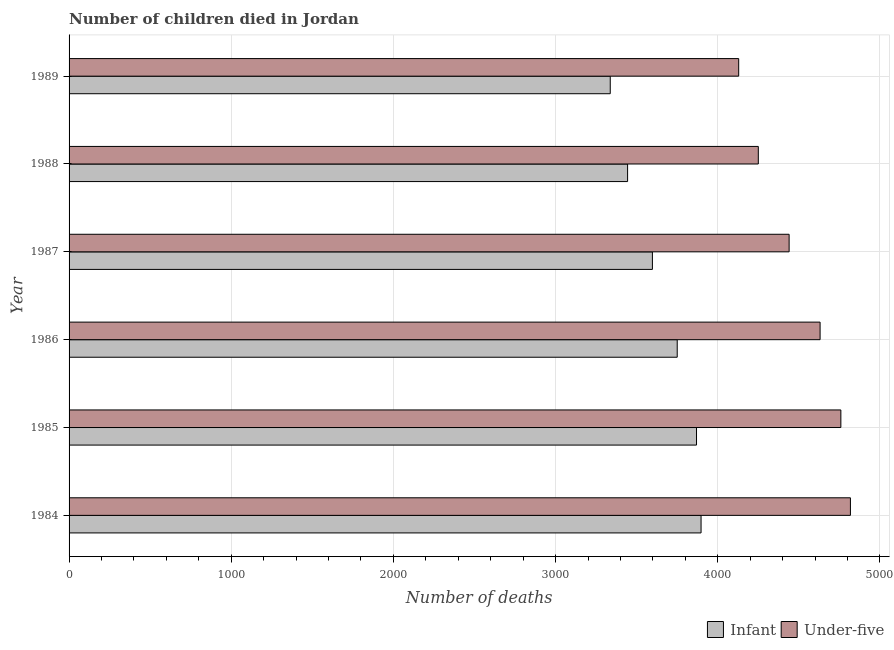 Number of children died in Jordan
1989
1988
1987
1986
1985
1984
Year
0 1000 2000 3000 4000 5000
Number of deaths
Infant Under-five